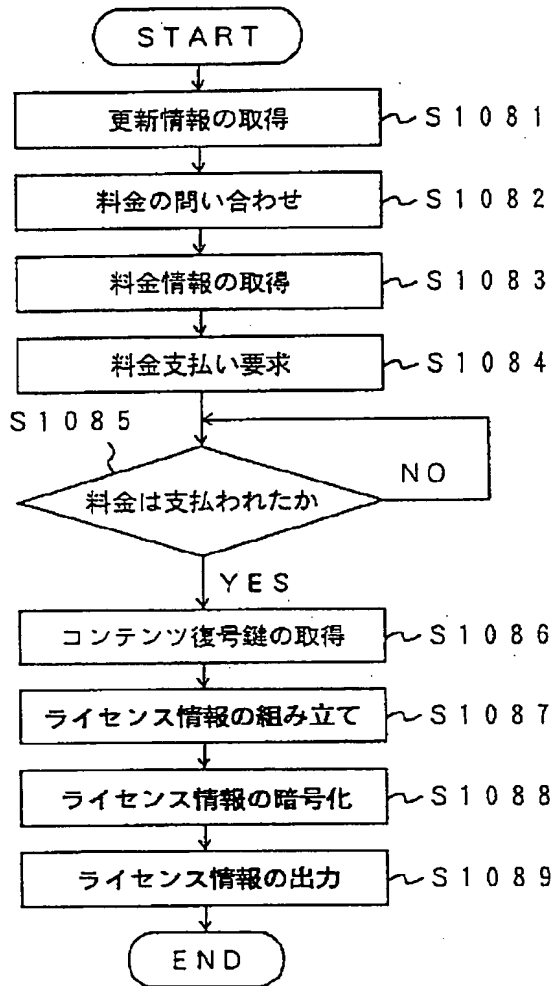 START
更新情報の取得 S1081
料金の問い合わせ S1082
料金情報の取得 S1083
料金支払い要求 S1084
S1085
料金は支払われたか NO
YES
コンテンツ復号鍵の取得 S1086
ライセンス情報の組み立て S1087
ライセンス情報の暗号化 S1088
ライセンス情報の出力 S1089
END